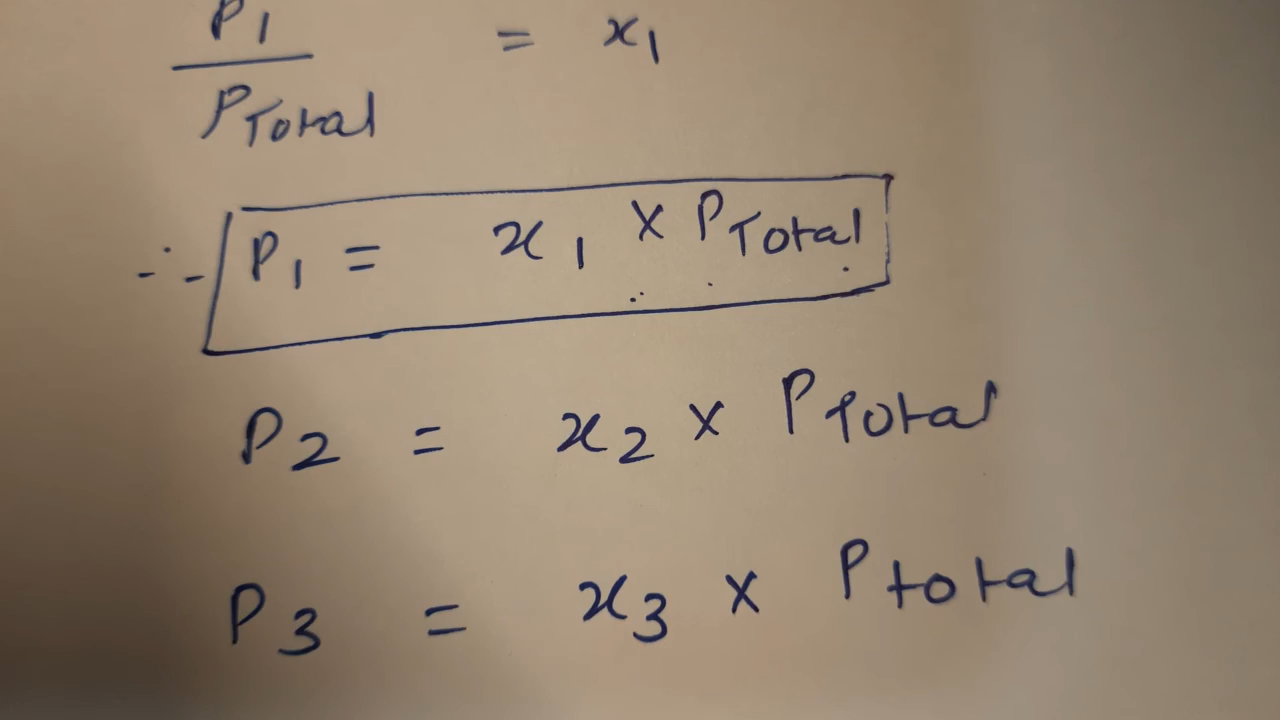 P1 / PTotal = x1
∴ P1 = x1 × PTotal
P2 = x2 × PTotal
P3 = x3 × Ptotal